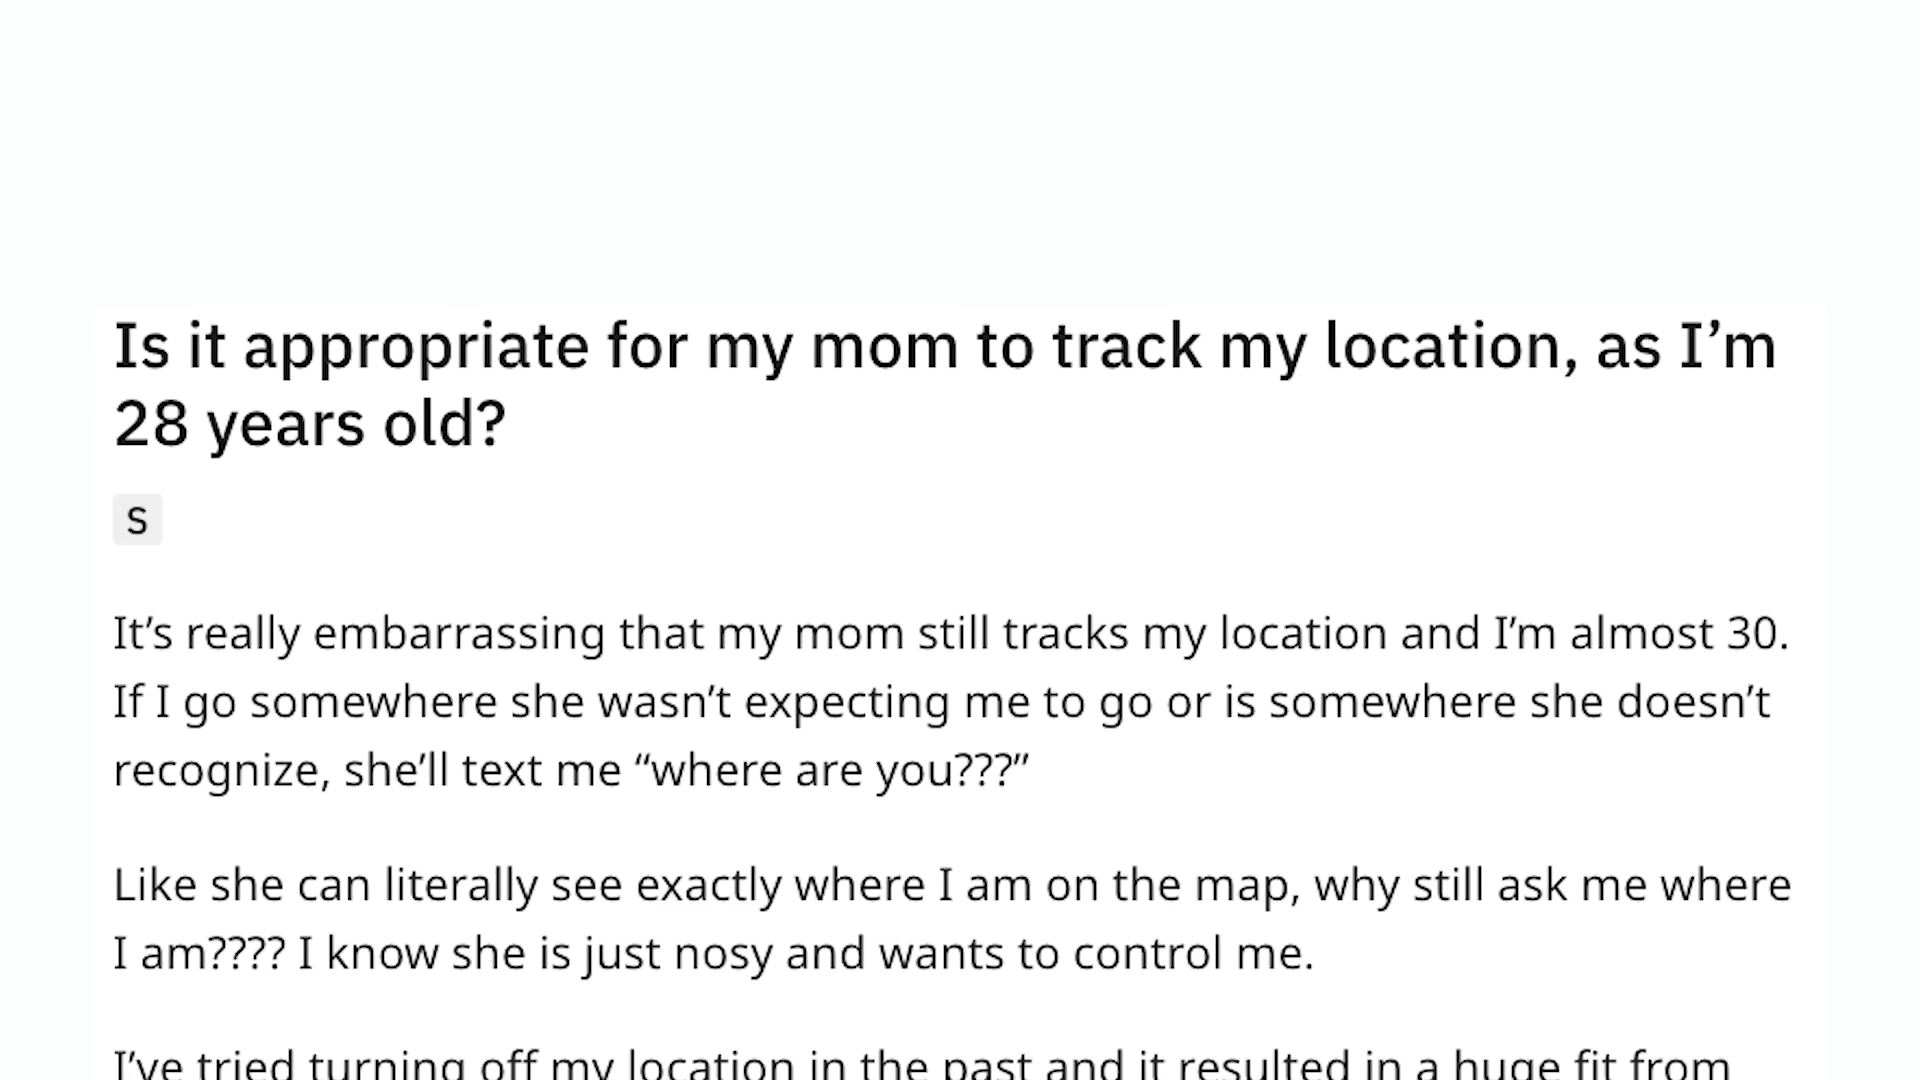 Is it appropriate for my mom to track my location, as I’m
28 years old?
S
It’s really embarrassing that my mom still tracks my location and I’m almost 30.
If I go somewhere she wasn’t expecting me to go or is somewhere she doesn’t
recognize, she’ll text me “where are you???”
Like she can literally see exactly where I am on the map, why still ask me where
I am???? I know she is just nosy and wants to control me.
I’ve tried turning off my location in the past and it resulted in a huge fit from